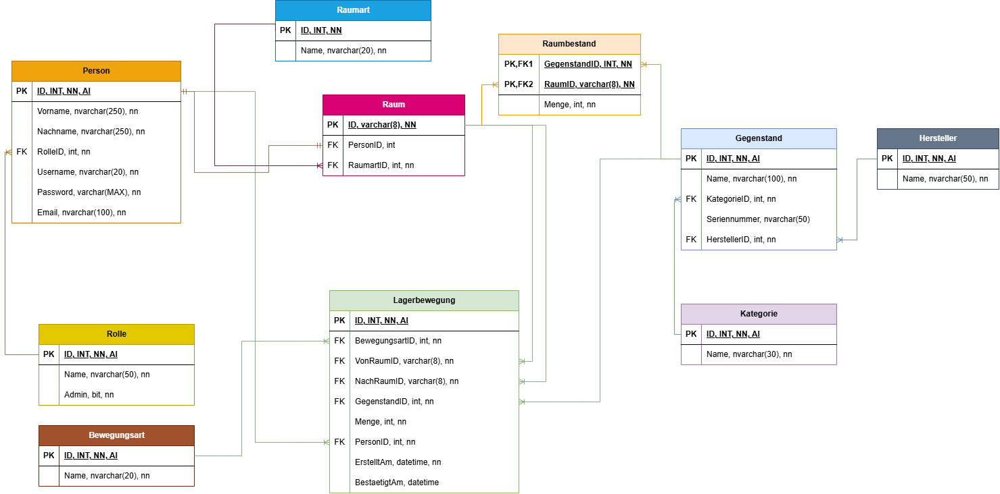 Raumart
PK ID, INT, NN
Name, nvarchar(20), nn
Raumbestand
PK,FK1 GegenstandID, INT, NN
PK,FK2 RaumID, varchar(8), NN
Menge, int, nn
Person
PK ID, INT, NN, AI
Vorname, nvarchar(250), nn
Nachname, nvarchar(250), nn
FK RolleID, int, nn
Username, nvarchar(20), nn
Password, varchar(MAX), nn
Email, nvarchar(100), nn
Raum
PK ID, varchar(8), NN
FK PersonID, int
FK RaumartID, int, nn
Gegenstand
PK ID, INT, NN, AI
Name, nvarchar(100), nn
FK KategorieID, int, nn
Seriennummer, nvarchar(50)
FK HerstellerID, int, nn
Hersteller
PK ID, INT, NN, AI
Name, nvarchar(50), nn
Lagerbewegung
PK ID, INT, NN, AI
FK BewegungsartID, int, nn
FK VonRaumID, varchar(8), nn
FK NachRaumID, varchar(8), nn
FK GegenstandID, int, nn
Menge, int, nn
FK PersonID, int, nn
ErstelltAm, datetime, nn
BestaetigtAm, datetime
Kategorie
PK ID, INT, NN, AI
Name, nvarchar(30), nn
Rolle
PK ID, INT, NN, AI
Name, nvarchar(50), nn
Admin, bit, nn
Bewegungsart
PK ID, INT, NN, AI
Name, nvarchar(20), nn